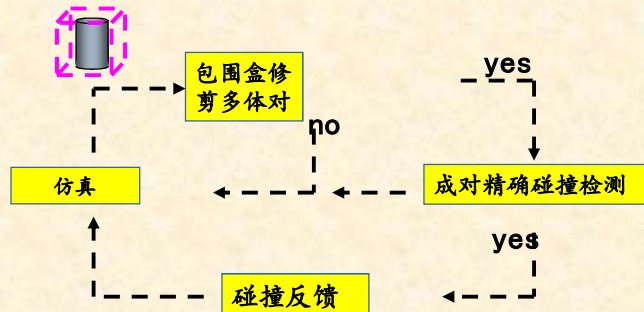 包围盒修
剪多体对
yes
no
仿真
成对精确碰撞检测
yes
碰撞反馈